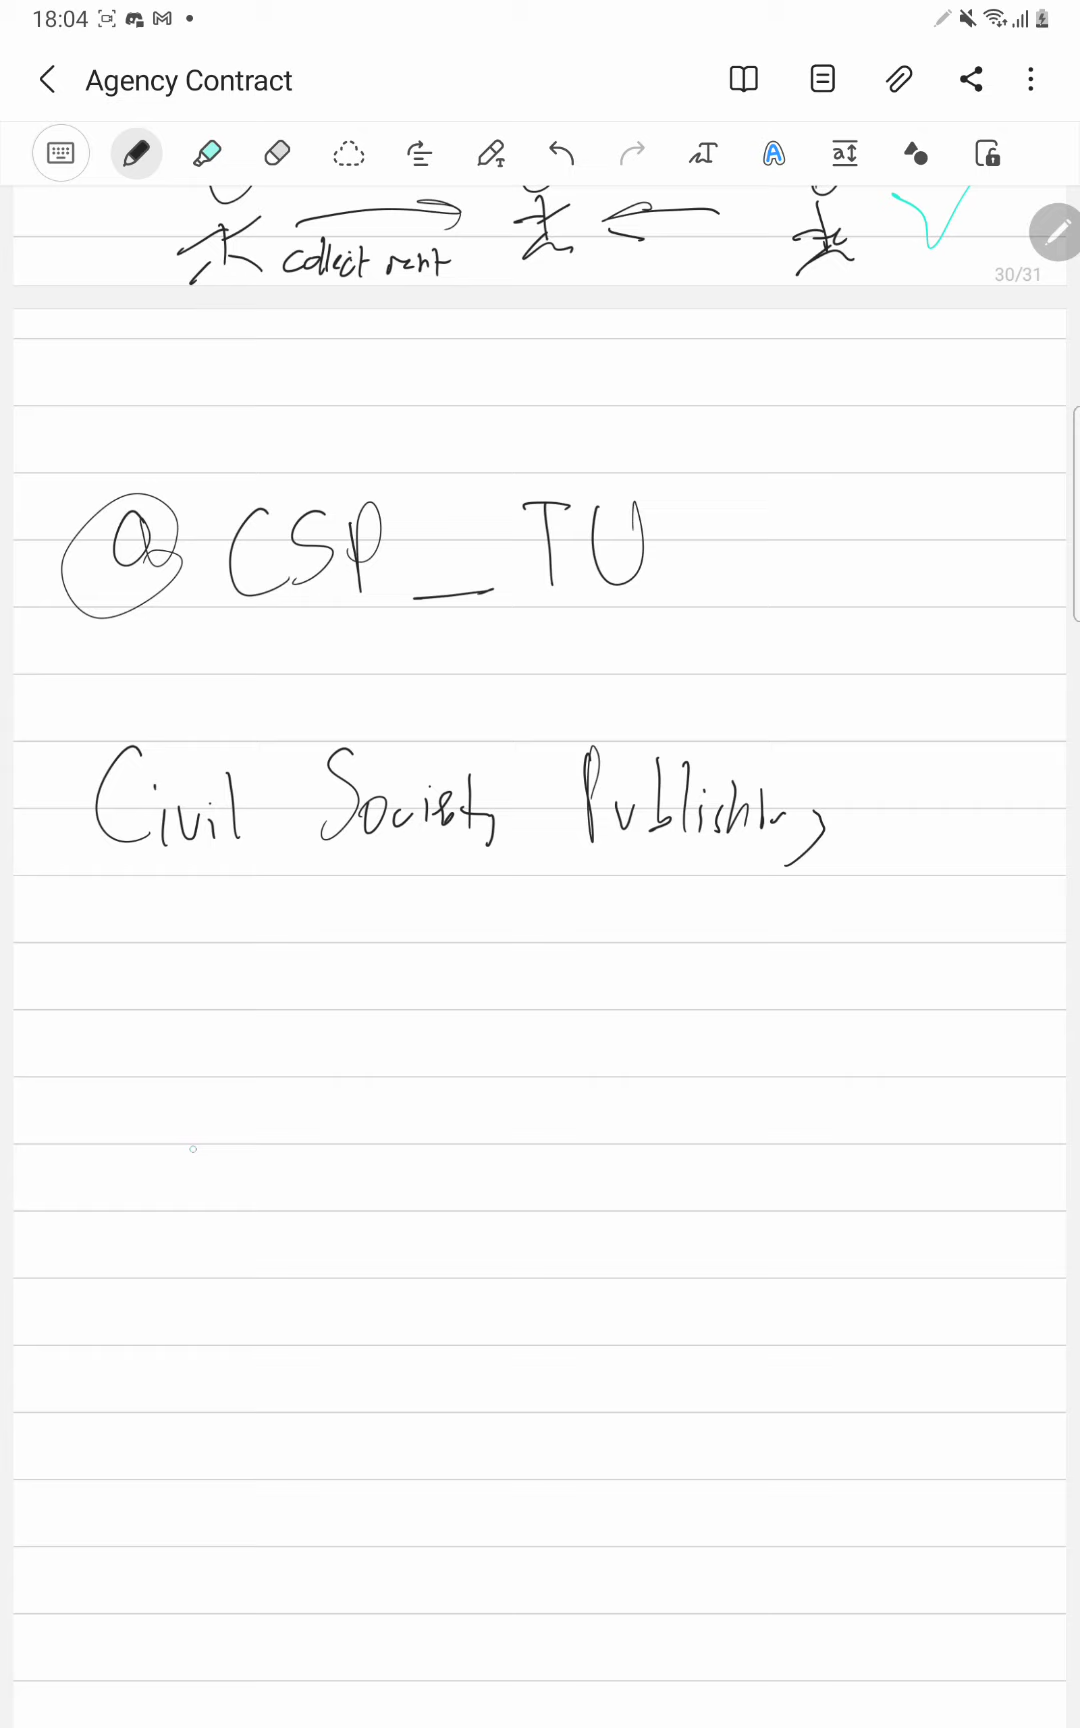 18:04
Agency Contract
collect rent
30/31
@ CSP_TU
Civil Society Publishing